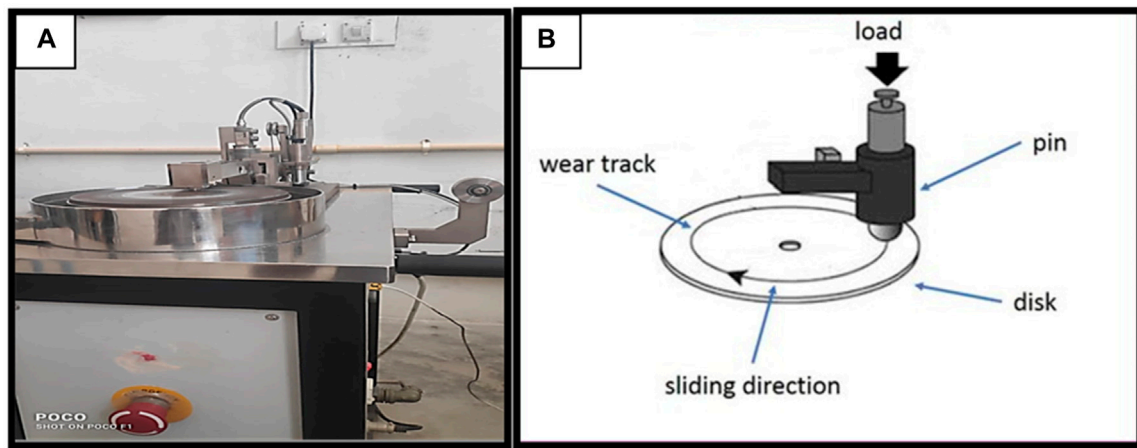 A
POCO
SHOT ON POCO F1
B
load
wear track
pin
disk
sliding direction